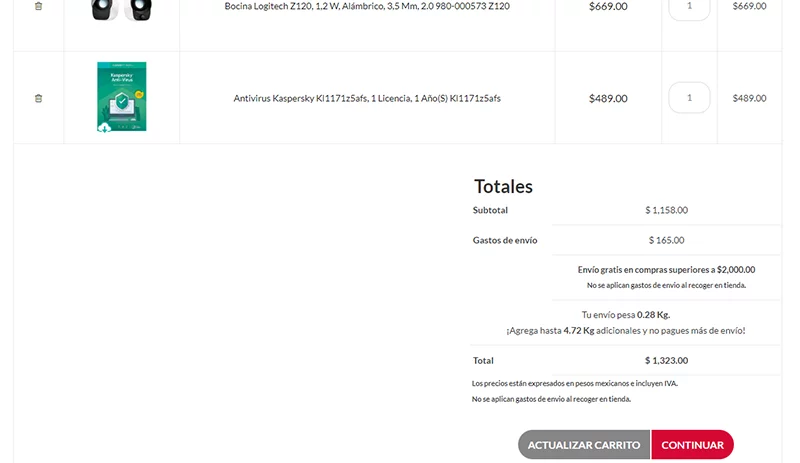 Bocina Logitech Z120, 1,2 W, Alámbrico, 3,5 Mm, 2.0 980-000573 Z120 $669.00 1 $669.00
Kaspersky
Anti-Virus
Antivirus Kaspersky Kl1171z5afs, 1 Licencia, 1 Año(S) Kl1171z5afs $489.00 1 $489.00
Totales
Subtotal $ 1,158.00
Gastos de envío $ 165.00
Envío gratis en compras superiores a $2,000.00
No se aplican gastos de envio al recoger en tienda.
Tu envío pesa 0.28 Kg.
¡Agrega hasta 4.72 Kg adicionales y no pagues más de envío!
Total $ 1,323.00
Los precios están expresados en pesos mexicanos e incluyen IVA.
No se aplican gastos de envio al recoger en tienda.
ACTUALIZAR CARRITO CONTINUAR